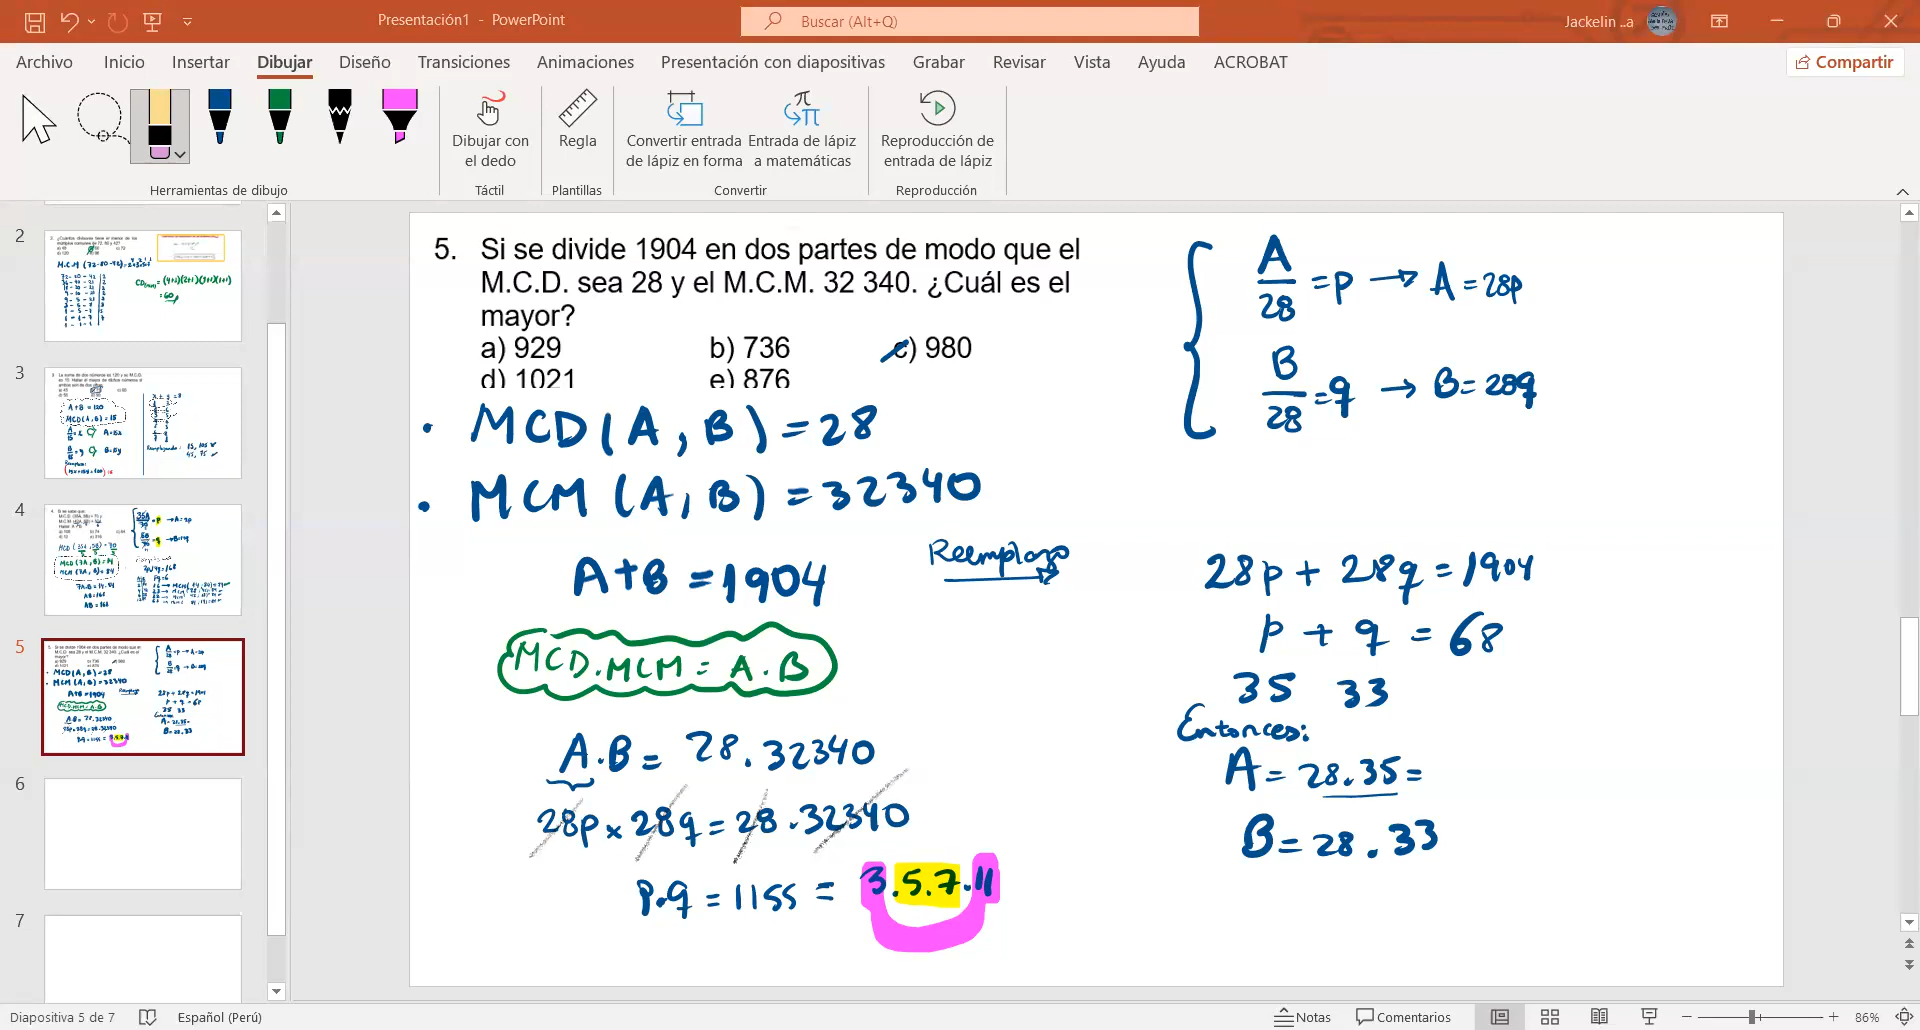 Presentación1 - PowerPoint
Buscar (Alt+Q)
Jackelin ..a
Archivo Inicio Insertar Dibujar Diseño Transiciones Animaciones Presentación con diapositivas Grabar Revisar Vista Ayuda ACROBAT
Compartir
Dibujar con el dedo
Regla
Convertir entrada de lápiz en forma
Entrada de lápiz a matemáticas
Reproducción de entrada de lápiz
Herramientas de dibujo
Táctil
Plantillas
Convertir
Reproducción
2
3
4
5
6
7
5. Si se divide 1904 en dos partes de modo que el
M.C.D. sea 28 y el M.C.M. 32 340. ¿Cuál es el
mayor?
a) 929 b) 736 c) 980
d) 1021 e) 876
• MCD(A, B) = 28
• MCM (A, B) = 32340
A+B = 1904
Reemplazo
MCD.MCM = A.B
A.B = 28.32340
28p x 28q = 28.32340
p.q = 1155 = 3.5.7.11
A/28 = p → A = 28p
B/28 = q → B = 28q
28p + 28q = 1904
p + q = 68
35 33
Entonces:
A = 28.35 =
B = 28.33
Diapositiva 5 de 7
Español (Perú)
Notas
Comentarios
86%